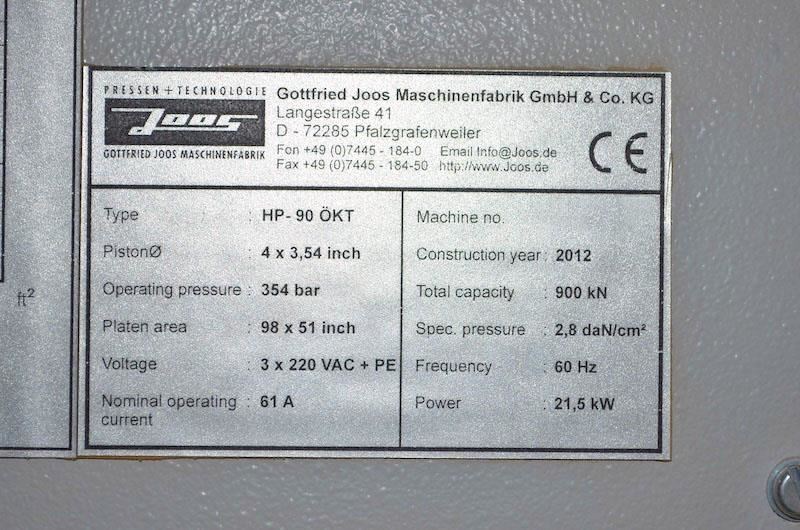 PRESSEN + TECHNOLOGIE
Joos
GOTTFRIED JOOS MASCHINENFABRIK
Gottfried Joos Maschinenfabrik GmbH & Co. KG
Langestraße 41
D - 72285 Pfalzgrafenweiler
Fon +49 (0)7445 - 184-0 Email Info@Joos.de
Fax +49 (0)7445 - 184-50 http://www.Joos.de
CE
Type : HP- 90 ÖKT
PistonØ : 4 x 3,54 inch
Operating pressure : 354 bar
Platen area : 98 x 51 inch
Voltage : 3 x 220 VAC + PE
Nominal operating : 61 A
current
Machine no.
Construction year : 2012
Total capacity : 900 kN
Spec. pressure : 2,8 daN/cm²
Frequency : 60 Hz
Power : 21,5 kW
ft²